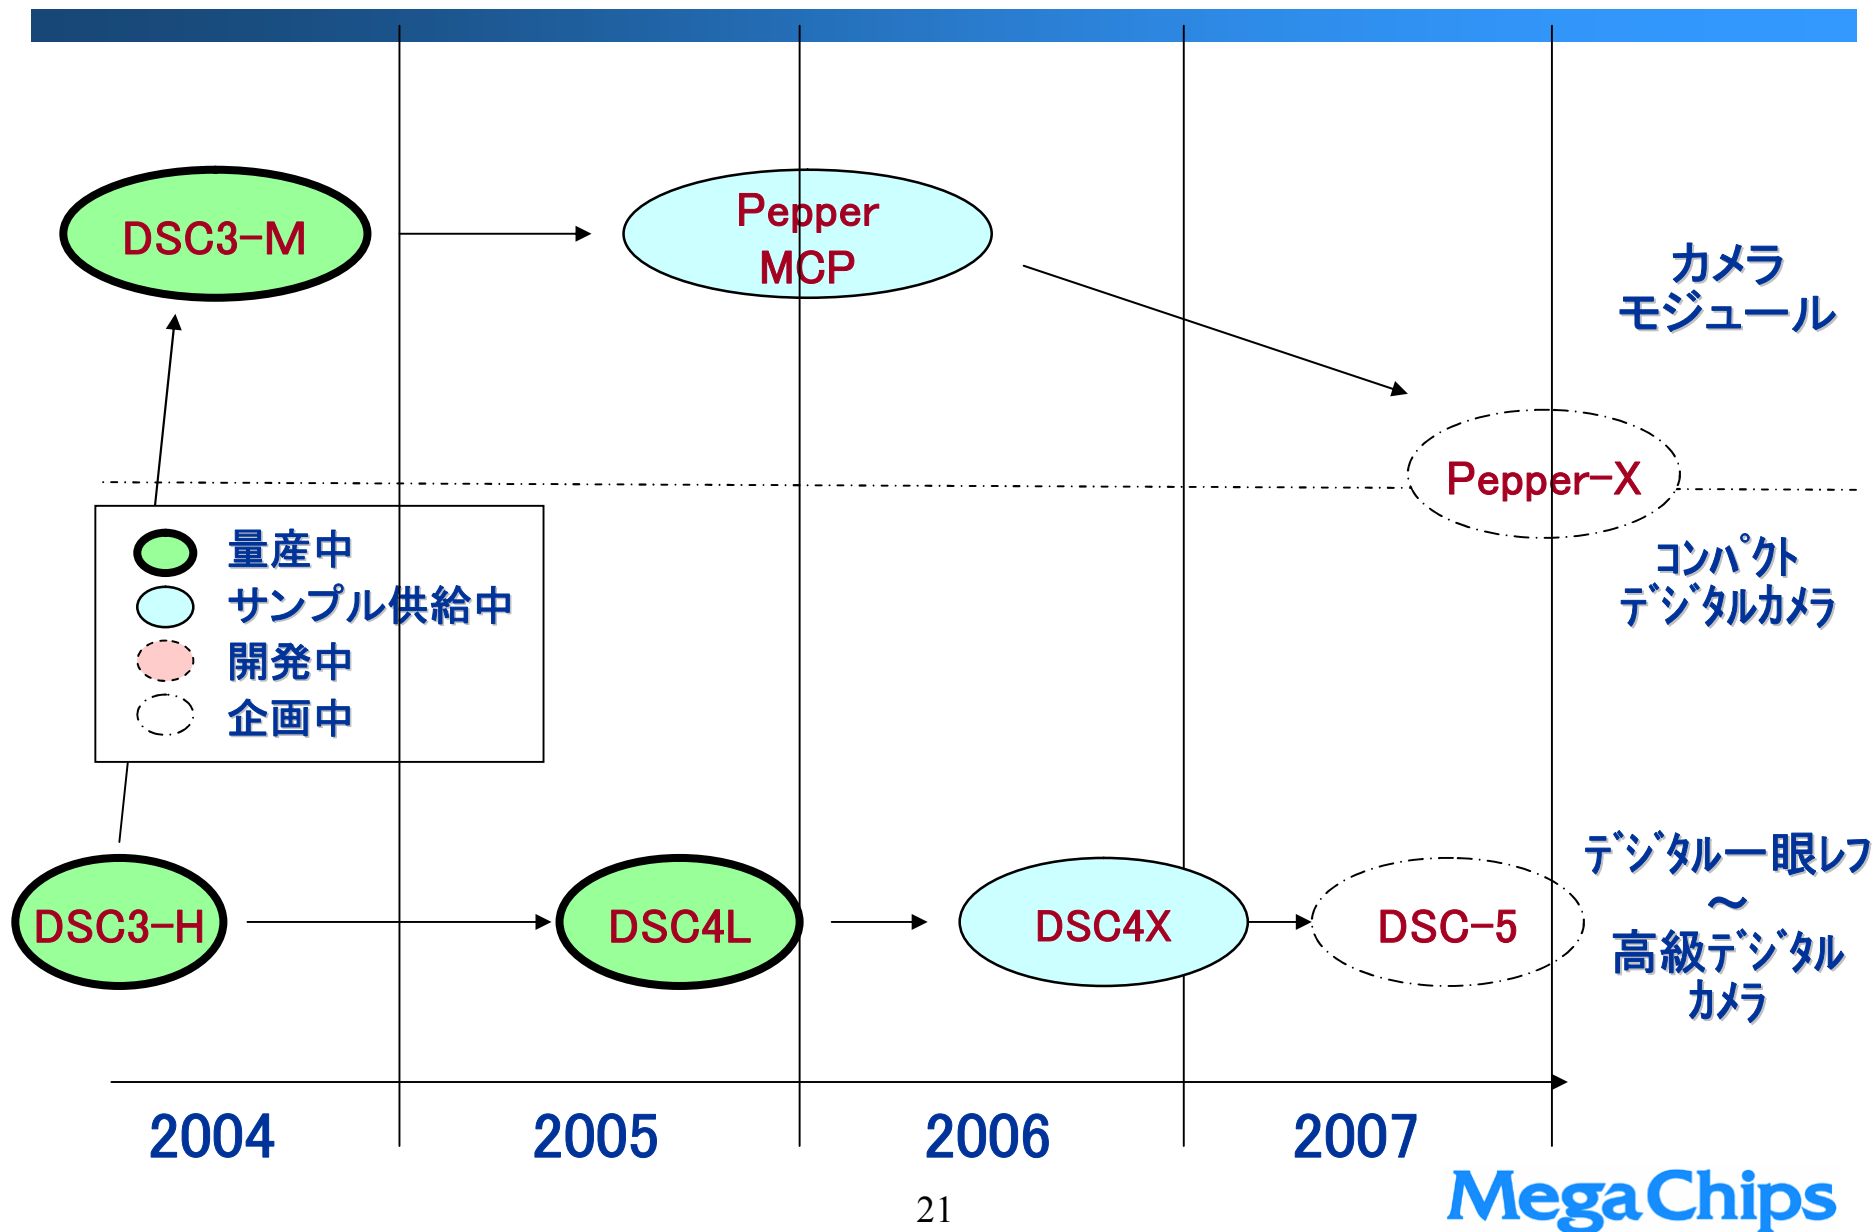 DSC3-M
Pepper
MCP
カメラ
モジュール
Pepper-X
量産中
サンプル供給中
開発中
企画中
コンパクト
デジタルカメラ
DSC3-H
DSC4L
DSC4X
DSC-5
デジタル一眼レフ
～
高級デジタル
カメラ
2004
2005
2006
2007
21
MegaChips